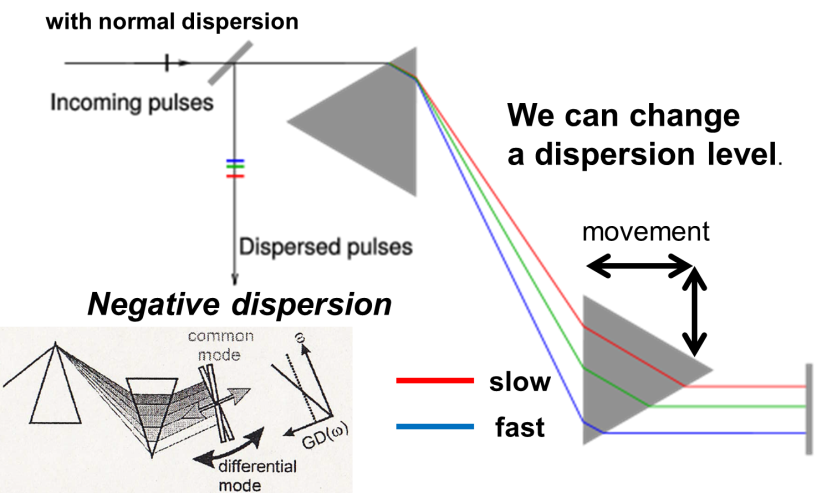 with normal dispersion
Incoming pulses
We can change
a dispersion level.
movement
Dispersed pulses
Negative dispersion
common
mode
ω
GD(ω)
differential
mode
slow
fast